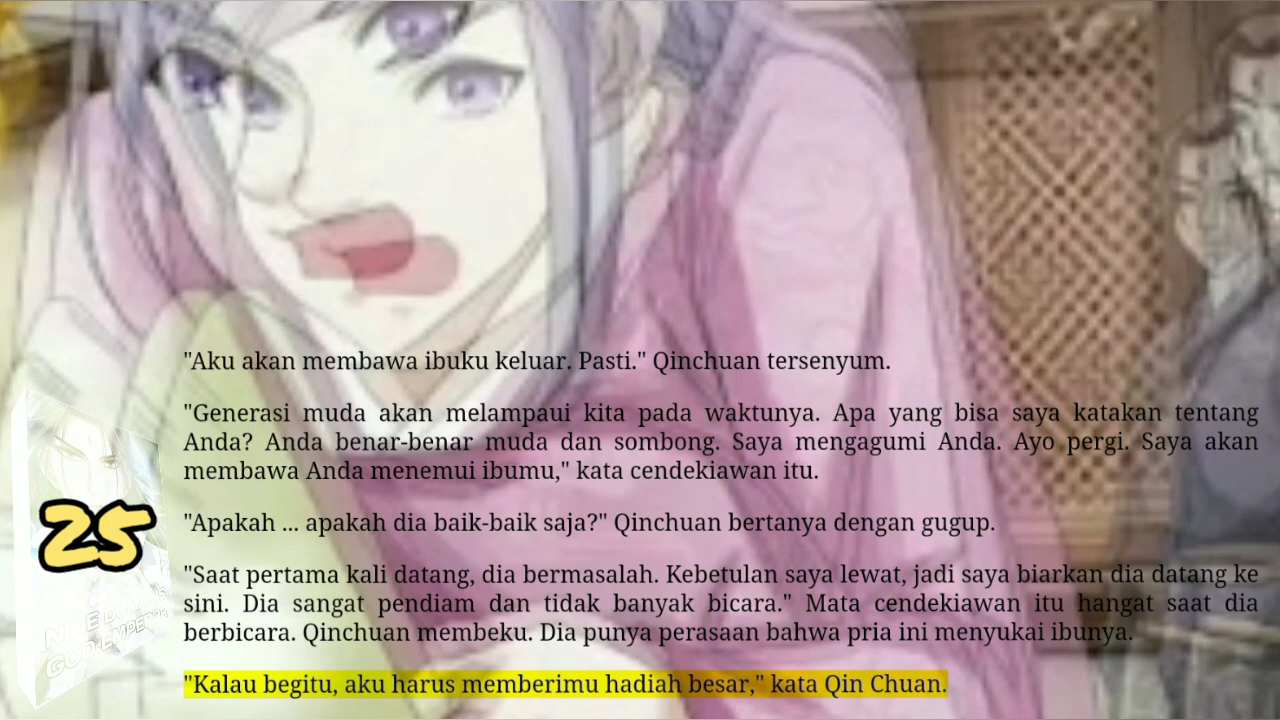 "Aku akan membawa ibuku keluar. Pasti." Qinchuan tersenyum.
"Generasi muda akan melampaui kita pada waktunya. Apa yang bisa saya katakan tentang
Anda? Anda benar-benar muda dan sombong. Saya mengagumi Anda. Ayo pergi. Saya akan
membawa Anda menemui ibumu," kata cendekiawan itu.
"Apakah ... apakah dia baik-baik saja?" Qinchuan bertanya dengan gugup.
25
"Saat pertama kali datang, dia bermasalah. Kebetulan saya lewat, jadi saya biarkan dia datang ke
sini. Dia sangat pendiam dan tidak banyak bicara." Mata cendekiawan itu hangat saat dia
berbicara. Qinchuan membeku. Dia punya perasaan bahwa pria ini menyukai ibunya.
"Kalau begitu, aku harus memberimu hadiah besar," kata Qin Chuan.